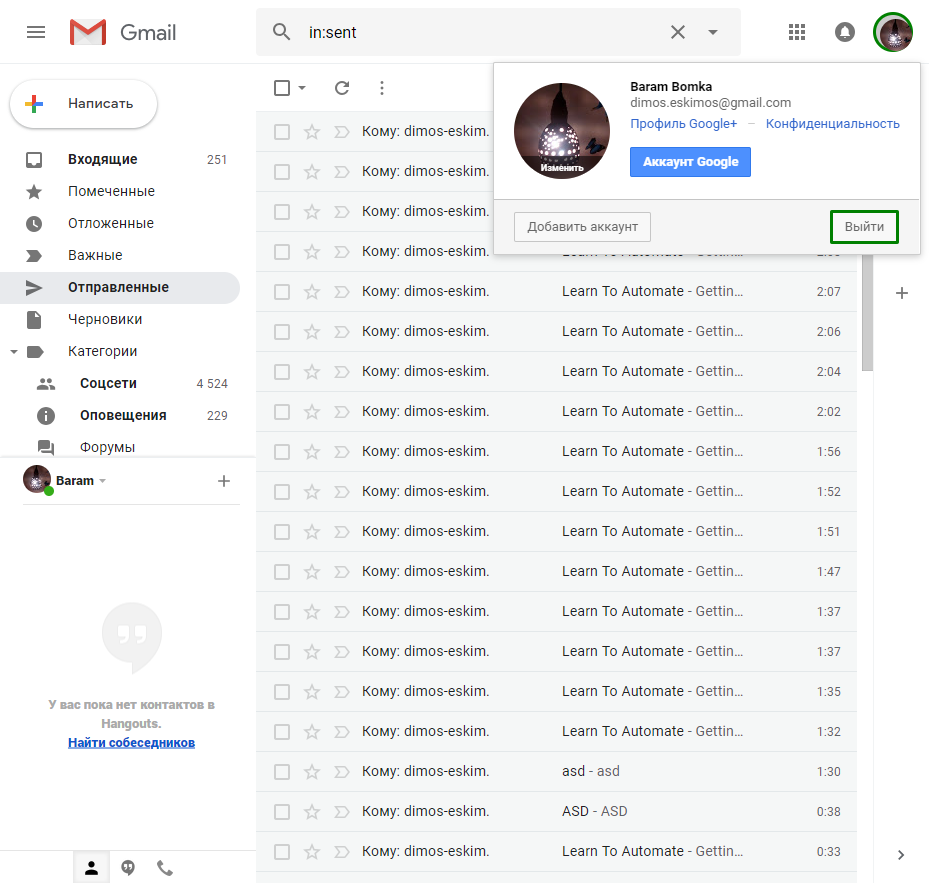 Gmail
in:sent
Baram Bomka
dimos.eskimos@gmail.com
Профиль Google+ – Конфиденциальность
Изменить
Аккаунт Google
Добавить аккаунт
Выйти
Написать
Входящие 251
Помеченные
Отложенные
Важные
Отправленные
Черновики
Категории
Соцсети 4 524
Оповещения 229
Форумы
Baram
У вас пока нет контактов в
Hangouts.
Найти собеседников
Кому: dimos-eskim.
Кому: dimos-eskim.
Кому: dimos-eskim.
Кому: dimos-eskim.
Кому: dimos-eskim. Learn To Automate - Gettin... 2:07
Кому: dimos-eskim. Learn To Automate - Gettin... 2:06
Кому: dimos-eskim. Learn To Automate - Gettin... 2:04
Кому: dimos-eskim. Learn To Automate - Gettin... 2:02
Кому: dimos-eskim. Learn To Automate - Gettin... 1:56
Кому: dimos-eskim. Learn To Automate - Gettin... 1:52
Кому: dimos-eskim. Learn To Automate - Gettin... 1:51
Кому: dimos-eskim. Learn To Automate - Gettin... 1:47
Кому: dimos-eskim. Learn To Automate - Gettin... 1:37
Кому: dimos-eskim. Learn To Automate - Gettin... 1:37
Кому: dimos-eskim. Learn To Automate - Gettin... 1:35
Кому: dimos-eskim. Learn To Automate - Gettin... 1:32
Кому: dimos-eskim. asd - asd 1:30
Кому: dimos-eskim. ASD - ASD 0:38
Кому: dimos-eskim. Learn To Automate - Gettin... 0:33